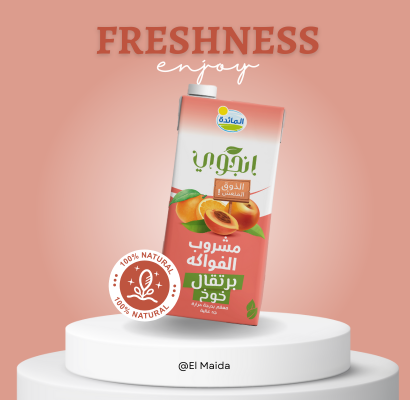 FRESHNESS
enjoy
المائدة
إنجوي
الذوق
المنعش!
مشروب
الفواكه
برتقال
خوخ
100% NATURAL
100% NATURAL
@El Maida